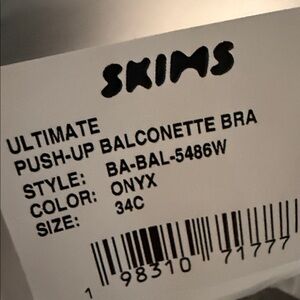 SKIMS
ULTIMATE
PUSH-UP BALCONETTE BRA
STYLE: BA-BAL-5486W
COLOR: ONYX
SIZE: 34C
1 98310 71777